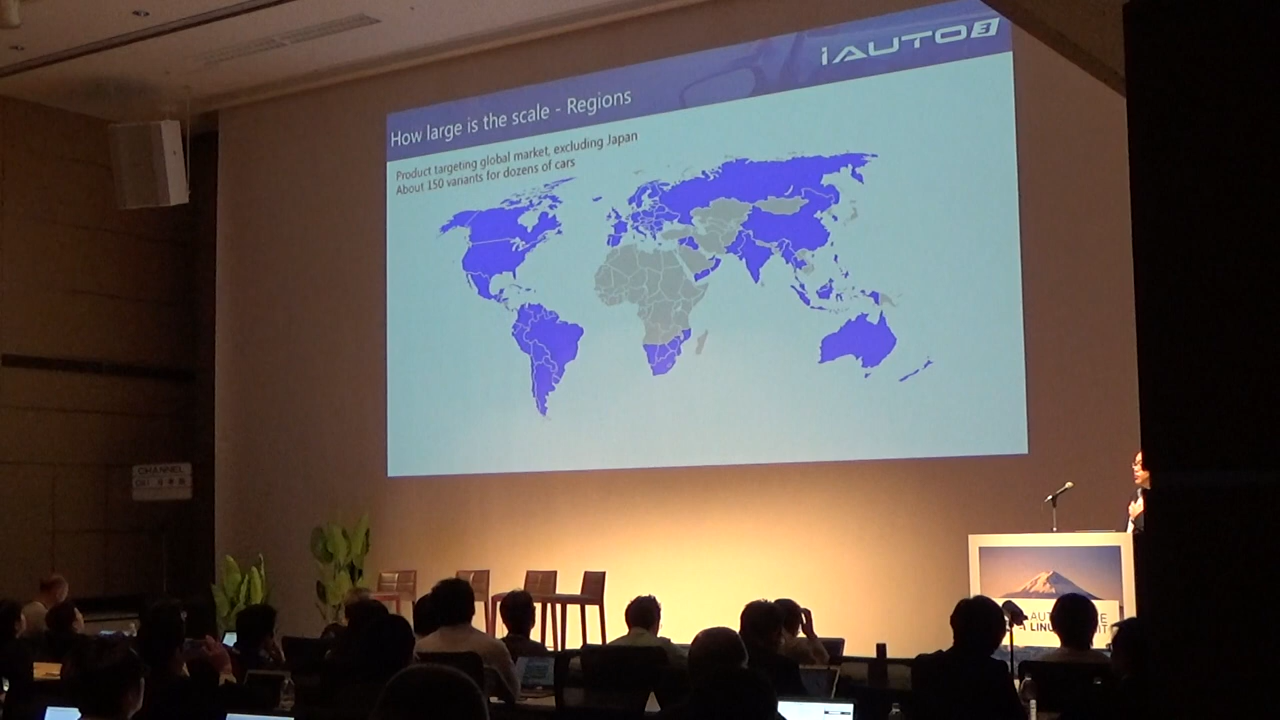 iAUTO3
How large is the scale - Regions
Product targeting global market, excluding Japan
About 150 variants for dozens of cars
CHANNEL